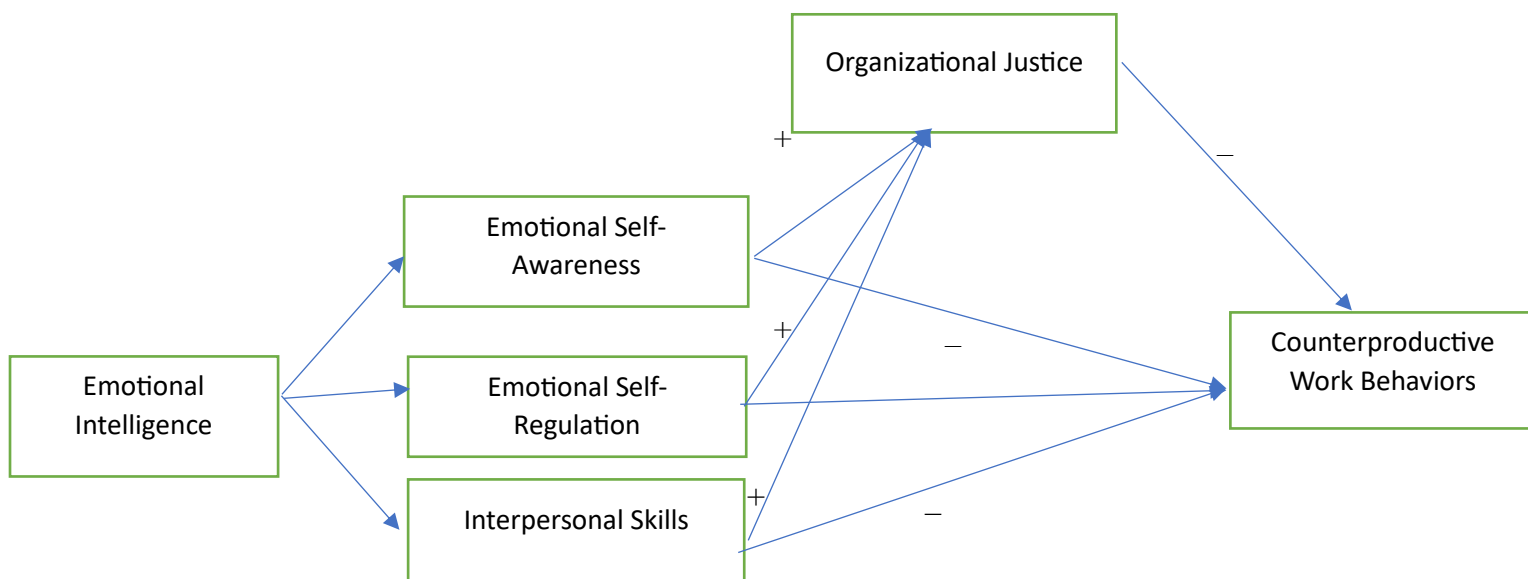 Organizational Justice
+
−
Emotional Self-
Awareness
+
−
Counterproductive
Work Behaviors
Emotional
Intelligence
Emotional Self-
Regulation
+
−
Interpersonal Skills